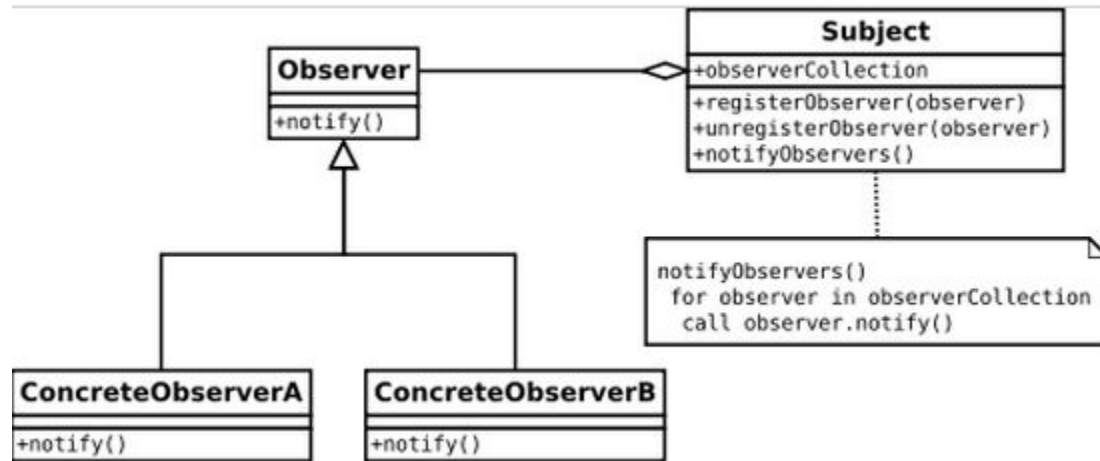 Observer
+notify()
Subject
+observerCollection
+registerObserver(observer)
+unregisterObserver(observer)
+notifyObservers()
notifyObservers()
for observer in observerCollection
call observer.notify()
ConcreteObserverA
+notify()
ConcreteObserverB
+notify()